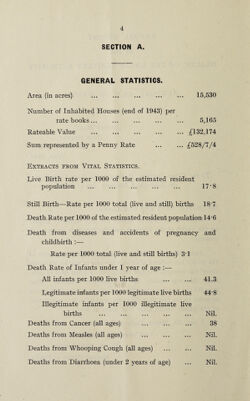 4
SECTION A.
GENERAL STATISTICS.
Area (in acres) ... ... ... ... ... 15,530
Number of Inhabited Houses (end of 1943) per
rate books ... ... ... ... ... 5,165
Rateable Value ... ... ... ... £132,174
Sum represented by a Penny Rate ... ... £528/7/4
EXTRACTS FROM VITAL STATISTICS.
Live Birth rate per 1000 of the estimated resident
population ... ... ... ... ... 17·8
Still Birth—Rate per 1000 total (live and still) births 18·7
Death Rate per 1000 of the estimated resident population 14·6
Death from diseases and accidents of pregnancy and
childbirth :—
Rate per 1000 total (live and still births) 3·1
Death Rate of Infants under 1 year of age :—
All infants per 1000 live births ... ... 41.3
Legitimate infants per 1000 legitimate live births 44·8
Illegitimate infants per 1000 illegitimate live
births ... ... ... ... ... Nil.
Deaths from Cancer (all ages) ... ... 38
Deaths from Measles (all ages) ... ... Nil.
Deaths from Whooping Cough (all ages) ... Nil.
Deaths from Diarrhoea (under 2 years of age) ... Nil.